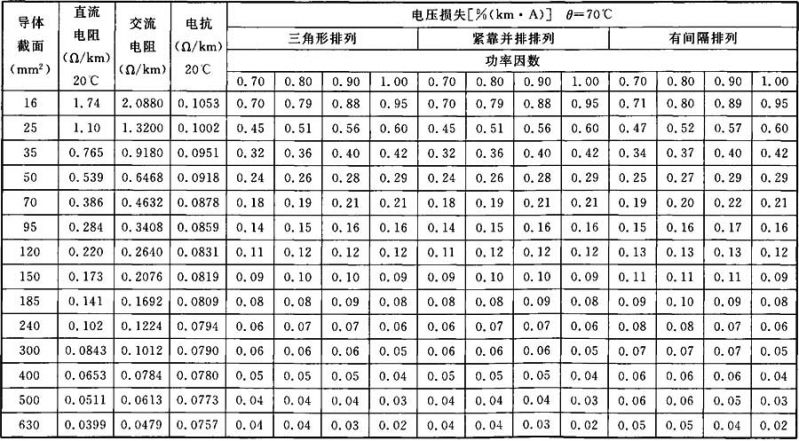 导体截面(mm²) 直流电阻(Ω/km) 20℃ 交流电阻(Ω/km) 电抗(Ω/km) 20℃ 电压损失[%(km·A)] θ=70℃
三角形排列 紧靠并排排列 有间隔排列
功率因数
0.70 0.80 0.90 1.00 0.70 0.80 0.90 1.00 0.70 0.80 0.90 1.00
16 1.74 2.0880 0.1053 0.70 0.79 0.88 0.95 0.70 0.79 0.88 0.95 0.71 0.80 0.89 0.95
25 1.10 1.3200 0.1002 0.45 0.51 0.56 0.60 0.45 0.51 0.56 0.60 0.47 0.52 0.57 0.60
35 0.765 0.9180 0.0951 0.32 0.36 0.40 0.42 0.32 0.36 0.40 0.42 0.34 0.37 0.40 0.42
50 0.539 0.6468 0.0918 0.24 0.26 0.28 0.29 0.24 0.26 0.28 0.29 0.25 0.27 0.29 0.29
70 0.386 0.4632 0.0878 0.18 0.19 0.21 0.21 0.18 0.19 0.21 0.21 0.19 0.20 0.22 0.21
95 0.284 0.3408 0.0859 0.14 0.15 0.16 0.16 0.14 0.15 0.16 0.16 0.15 0.16 0.17 0.16
120 0.220 0.2640 0.0831 0.11 0.12 0.12 0.12 0.11 0.12 0.12 0.12 0.13 0.13 0.13 0.12
150 0.173 0.2076 0.0819 0.09 0.10 0.10 0.09 0.09 0.10 0.10 0.09 0.11 0.11 0.11 0.09
185 0.141 0.1692 0.0809 0.08 0.08 0.09 0.08 0.08 0.08 0.09 0.08 0.09 0.10 0.09 0.08
240 0.102 0.1224 0.0794 0.06 0.07 0.07 0.06 0.06 0.07 0.07 0.06 0.08 0.08 0.07 0.06
300 0.0843 0.1012 0.0790 0.06 0.06 0.06 0.05 0.06 0.06 0.06 0.05 0.07 0.07 0.07 0.05
400 0.0653 0.0784 0.0780 0.05 0.05 0.05 0.04 0.05 0.05 0.05 0.04 0.06 0.06 0.06 0.04
500 0.0511 0.0613 0.0773 0.04 0.04 0.04 0.03 0.04 0.04 0.04 0.03 0.06 0.06 0.05 0.03
630 0.0399 0.0479 0.0757 0.04 0.04 0.03 0.02 0.04 0.04 0.03 0.02 0.05 0.05 0.04 0.02